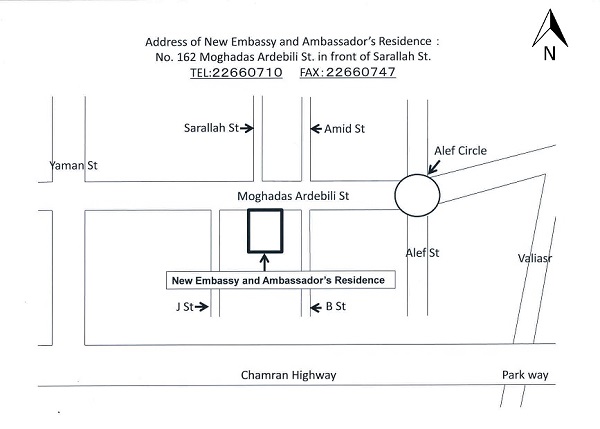 N
Address of New Embassy and Ambassador's Residence :
No. 162 Moghadas Ardebili St. in front of Sarallah St.
TEL:22660710 FAX:22660747
Sarallah St
Amid St
Alef Circle
Yaman St
Moghadas Ardebili St
Alef St
Valiasr
New Embassy and Ambassador's Residence
J St
B St
Chamran Highway
Park way